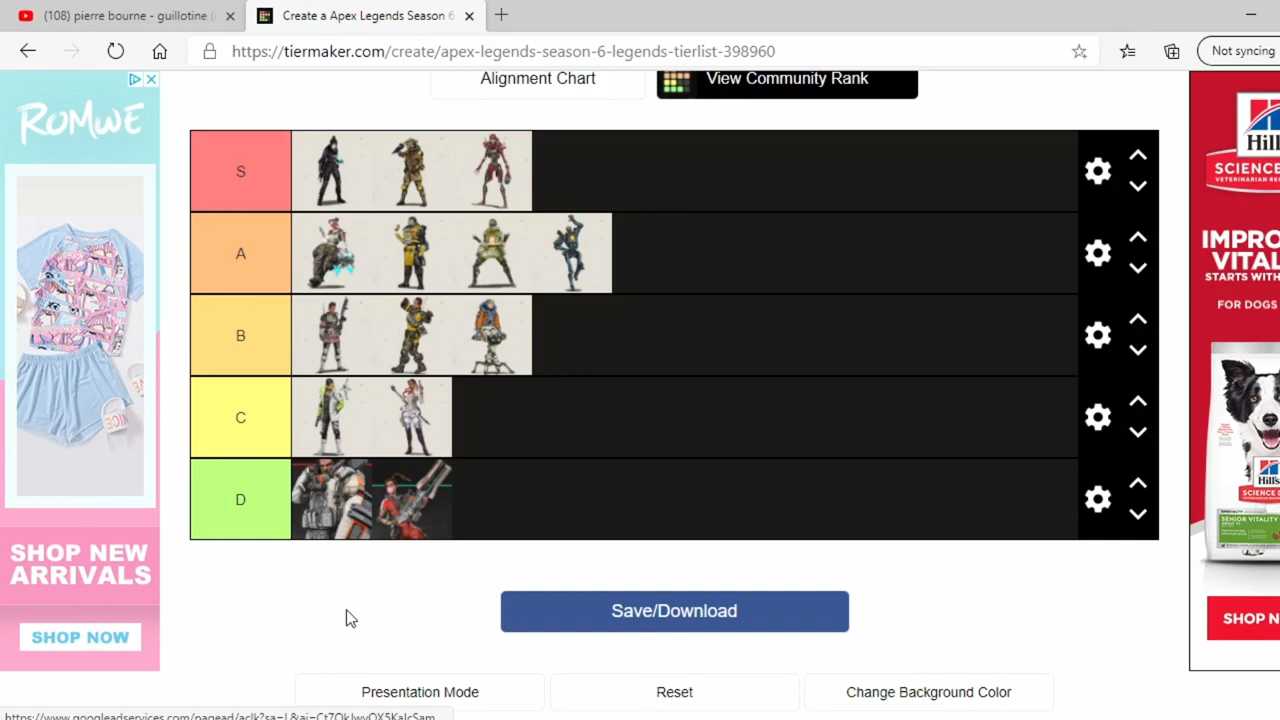 (108) pierre bourne - guillotine (
Create a Apex Legends Season 6
https://tiermaker.com/create/apex-legends-season-6-legends-tierlist-398960
Not syncing
Alignment Chart
View Community Rank
ROMWE
S
A
B
C
D
SHOP NEW
ARRIVALS
SHOP NOW
Hill's
SCIENCE
IMPRO
VITAL
STARTS WITH
FOR DOGS
SENIOR VITALITY
SHOP N
Save/Download
Presentation Mode
Reset
Change Background Color